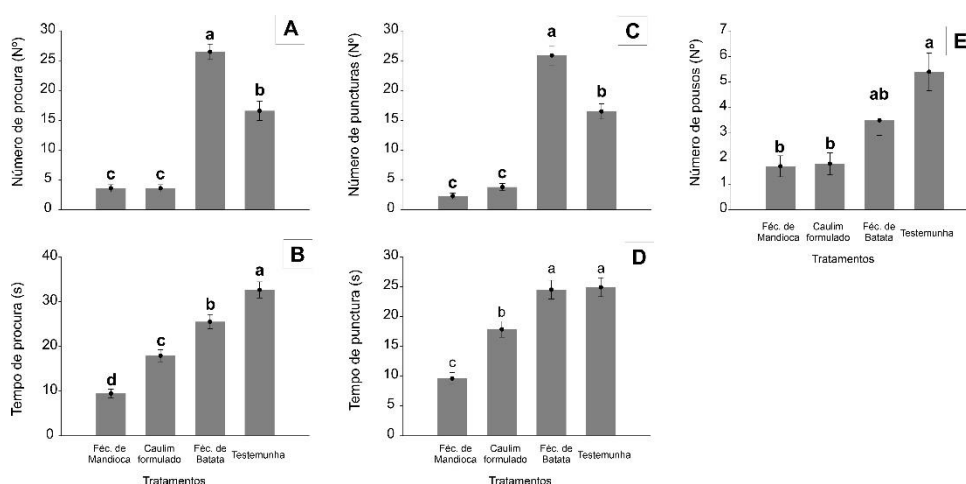 A
Número de procura (Nº)
30
25
20
15
10
5
0
c
c
a
b
C
Número de puncturas (Nº)
30
25
20
15
10
5
0
c
c
a
b
E
Número de pousos (Nº)
7
6
5
4
3
2
1
0
b
b
ab
a
Féc. de
Mandioca
Caulim
formulado
Féc. de
Batata
Testemunha
Tratamentos
B
Tempo de procura (s)
40
30
20
10
0
d
c
b
a
Féc. de
Mandioca
Caulim
formulado
Féc. de
Batata
Testemunha
Tratamentos
D
Tempo de punctura (s)
30
25
20
15
10
5
0
c
b
a
a
Féc. de
Mandioca
Caulim
formulado
Féc. de
Batata
Testemunha
Tratamentos